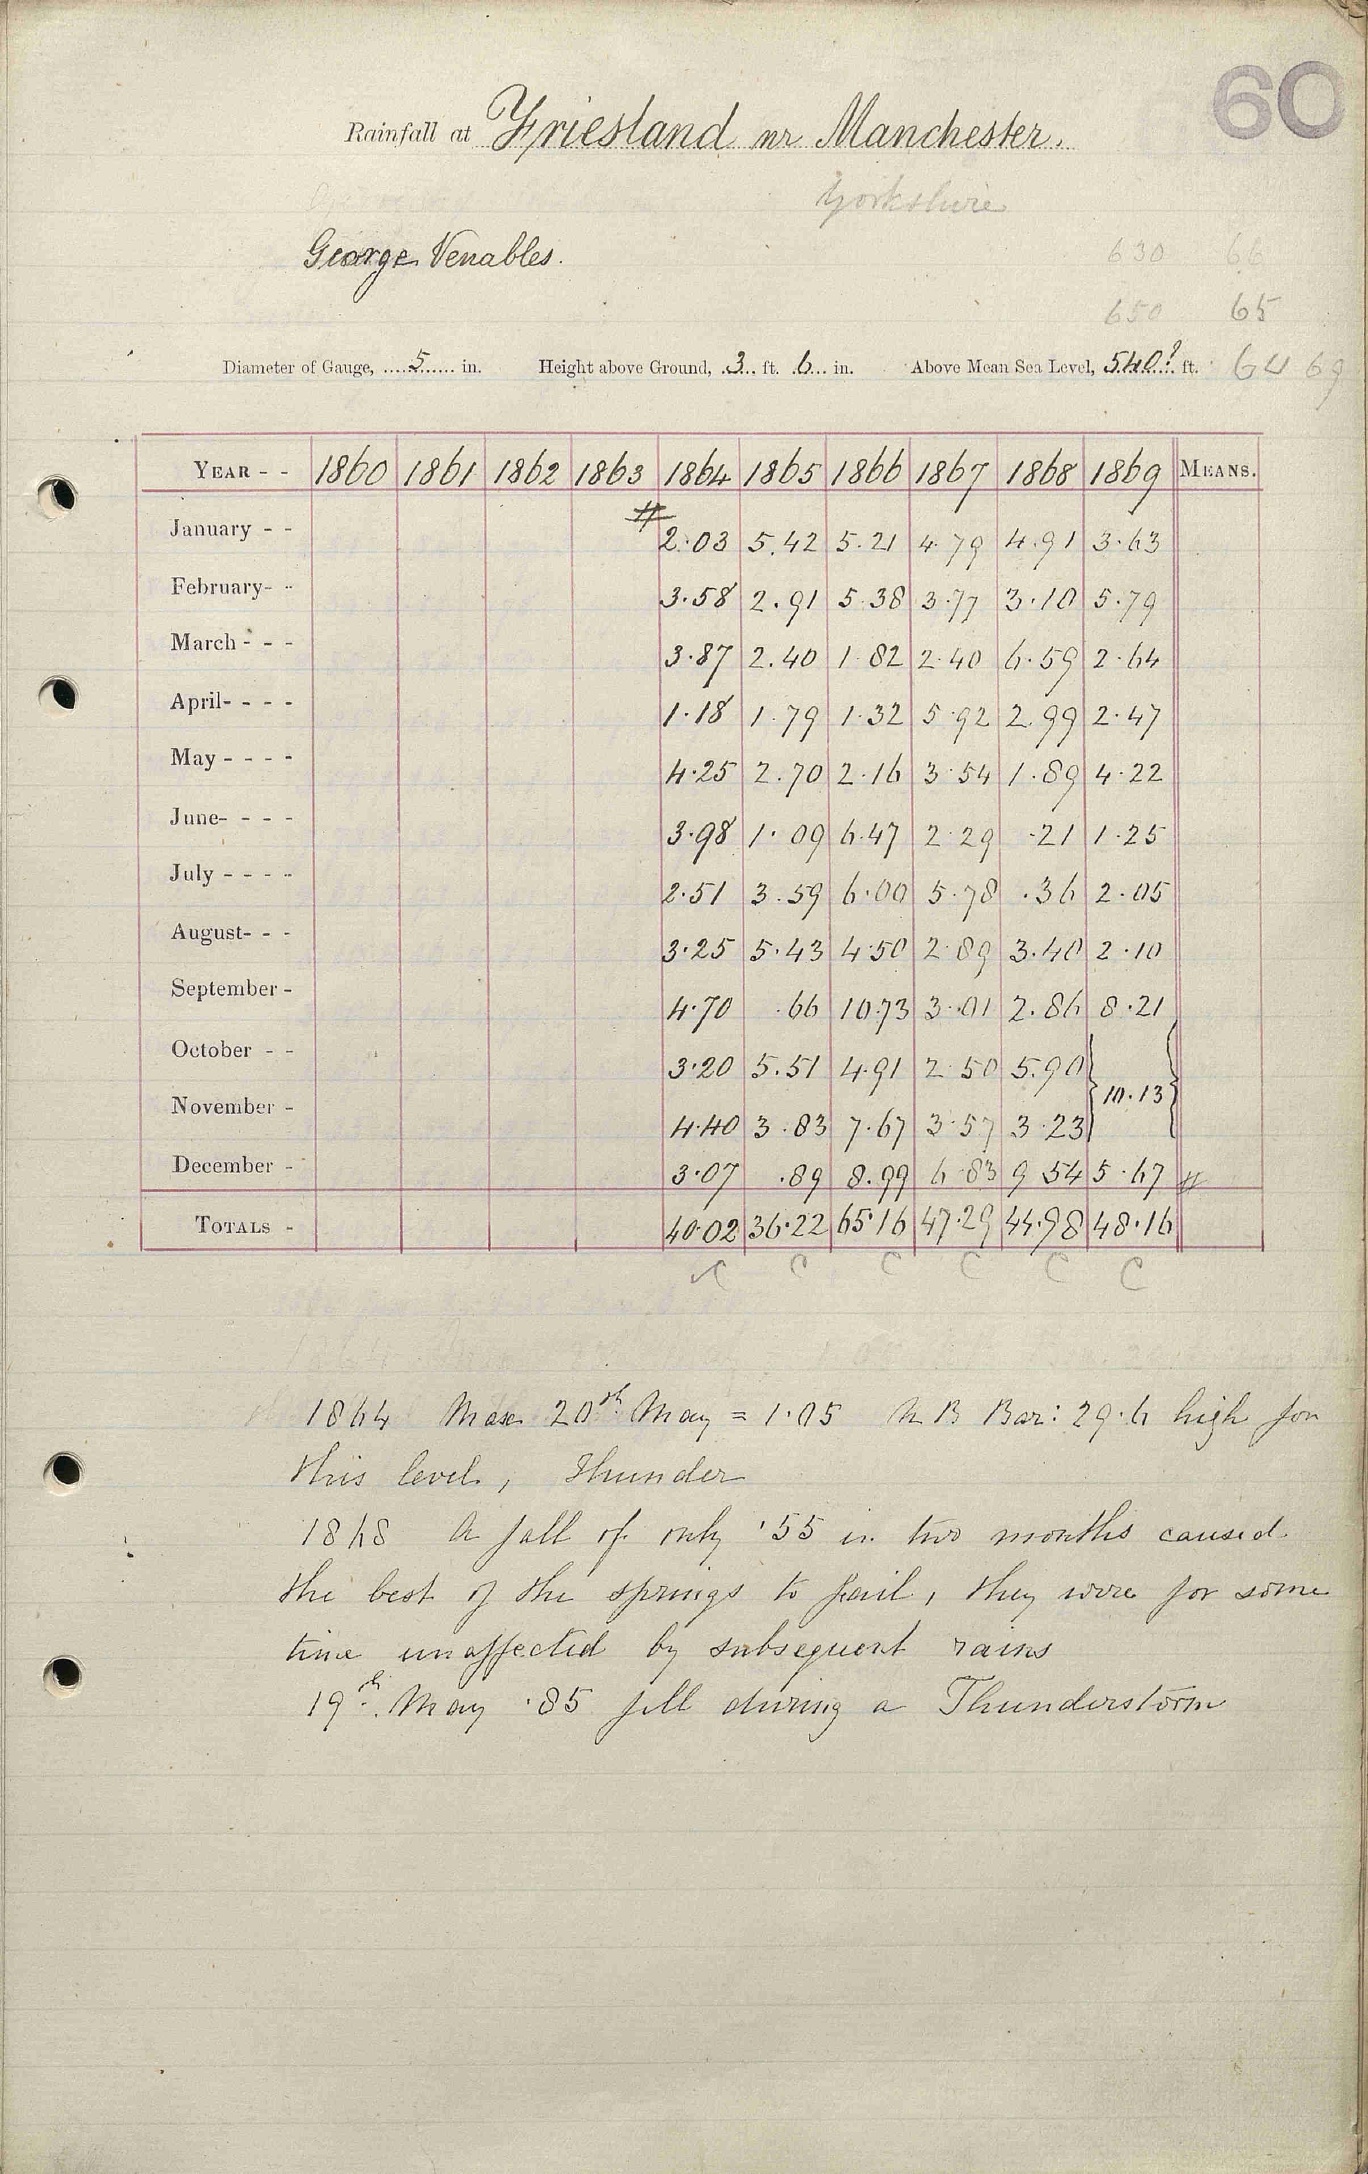 60
Rainfall at Friesland nr Manchester.
Yorkshire
George Venables.
630 66
650 65
Diameter of Gauge, 5 in. Height above Ground, 3 ft. 6 in. Above Mean Sea Level, 540? ft. 64 69
YEAR - - 1860 1861 1862 1863 1864 1865 1866 1867 1868 1869 MEANS.
January - - # 2.03 5.42 5.21 4.79 4.91 3.63
February- - 3.58 2.91 5.38 3.77 3.10 5.79
March - - - 3.87 2.40 1.82 2.40 6.59 2.64
April- - - - 1.18 1.79 1.32 5.92 2.99 2.47
May - - - - 4.25 2.70 2.16 3.54 1.89 4.22
June- - - - 3.98 1.09 6.47 2.29 .21 1.25
July - - - - 2.51 3.59 6.00 5.78 .36 2.05
August- - - 3.25 5.43 4.50 2.89 3.40 2.10
September - 4.70 .66 10.73 3.01 2.86 8.21
October - - 3.20 5.51 4.91 2.50 5.90
10.13
November - 4.40 3.83 7.67 3.57 3.23
December - 3.07 .89 8.99 6.83 9.54 5.67 #
TOTALS - 40.02 36.22 65.16 47.29 44.98 48.16
C C C C C C
1864 Max 20th May = 1.05 N B Bar: 29.6 high for
this level, Thunder
1868 A fall of only .55 in two months caused
the best of the springs to fail, they were for some
time unaffected by subsequent rains
19th May .85 fell during a Thunderstorm